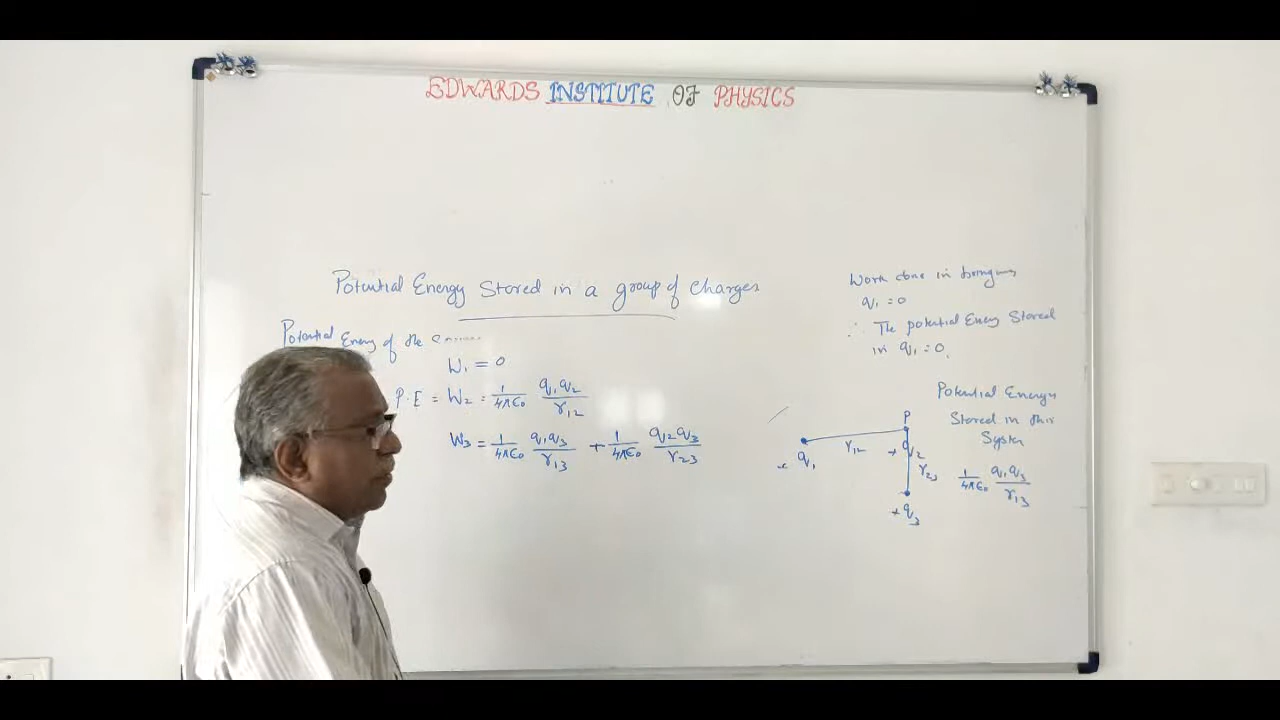 EDWARDS INSTITUTE OF PHYSICS
Potential Energy Stored in a group of charges
Potential Energy of the
W₁ = 0
P.E = W₂ = 1/4πε₀ q₁q₂/r₁₂
W₃ = 1/4πε₀ q₁q₃/r₁₃ + 1/4πε₀ q₂q₃/r₂₃
Work done in bringing
q₁ = 0
∴ The potential Energy Stored
in q₁ = 0.
Potential Energy
Stored in this
System
1/4πε₀ q₁q₃/r₁₃
P
r₁₂
q₁
+ q₂
r₂₃
+ q₃